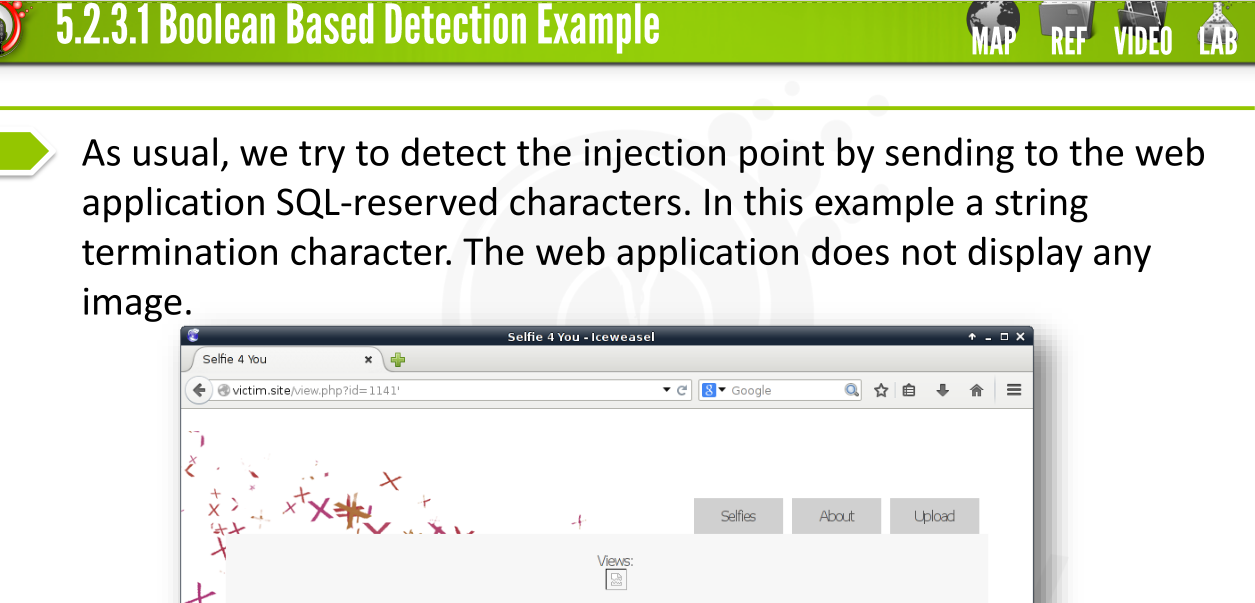 5.2.3.1 Boolean Based Detection Example
MAP REF VIDEO LAB
As usual, we try to detect the injection point by sending to the web
application SQL-reserved characters. In this example a string
termination character. The web application does not display any
image.
Selfie 4 You - Iceweasel
Selfie 4 You
victim.site/view.php?id=1141'
Google
Selfies About Upload
Views: